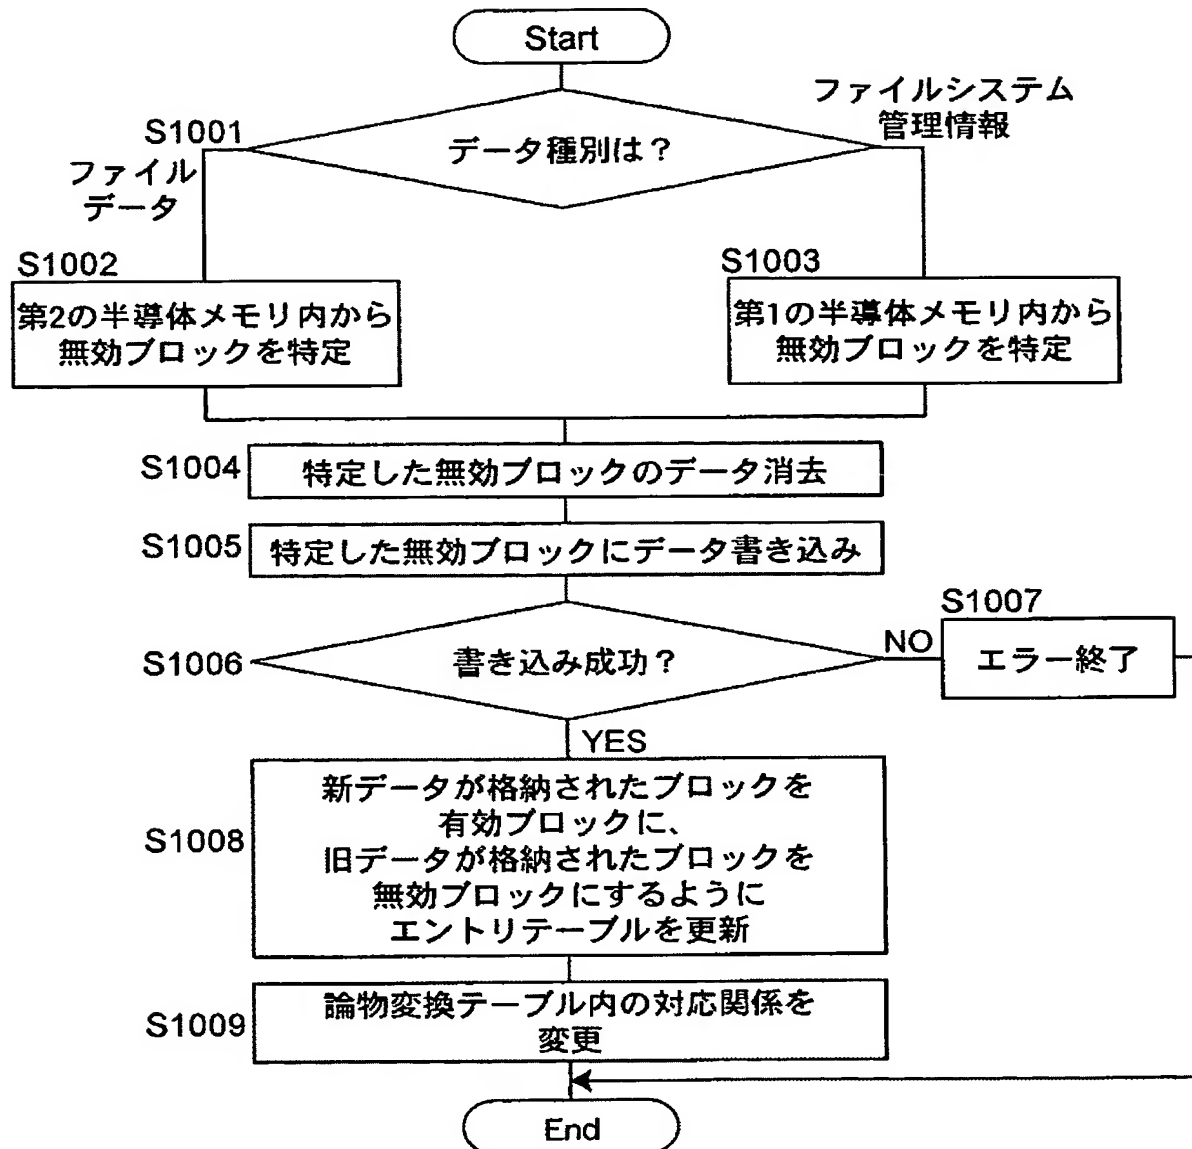 Start
ファイルシステム
管理情報
S1001
データ種別は？
ファイル
データ
S1002
第2の半導体メモリ内から
無効ブロックを特定
S1003
第1の半導体メモリ内から
無効ブロックを特定
S1004
特定した無効ブロックのデータ消去
S1005
特定した無効ブロックにデータ書き込み
S1006
書き込み成功？
NO
S1007
エラー終了
YES
S1008
新データが格納されたブロックを
有効ブロックに、
旧データが格納されたブロックを
無効ブロックにするように
エントリテーブルを更新
S1009
論物変換テーブル内の対応関係を
変更
End